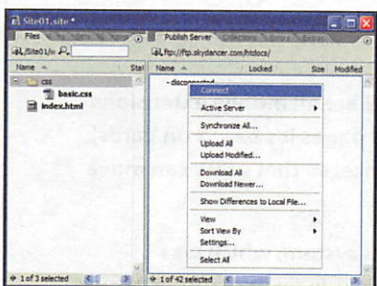 Site01.site *
Files
Publish Server
ftp://ftp.skydancer.com/htdocs/
Name
Stat
Name
Locked
Size
Modified
css
basic.css
index.html
- disconnected
Connect
Active Server
Synchronize All...
Upload All
Upload Modified...
Download All
Download Newer...
Show Differences to Local File...
View
Sort View By
Settings...
Select All
1 of 3 selected
1 of 42 selected